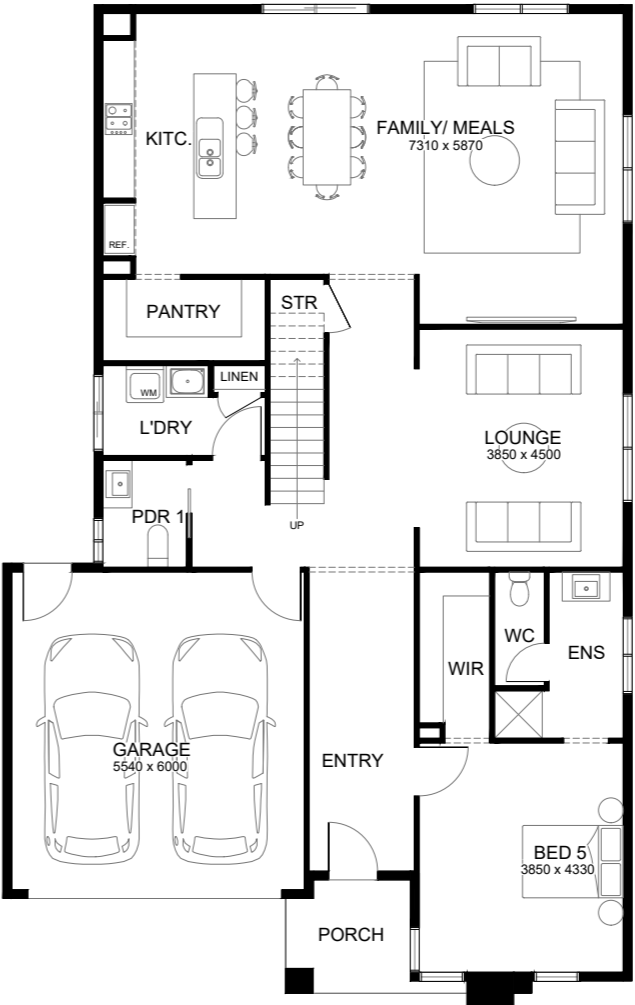 KITC.
FAMILY/ MEALS
7310 x 5870
REF.
PANTRY
STR
LINEN
WM
L'DRY
LOUNGE
3850 x 4500
PDR 1
UP
WC
ENS
WIR
GARAGE
5540 x 6000
ENTRY
BED 5
3850 x 4330
PORCH